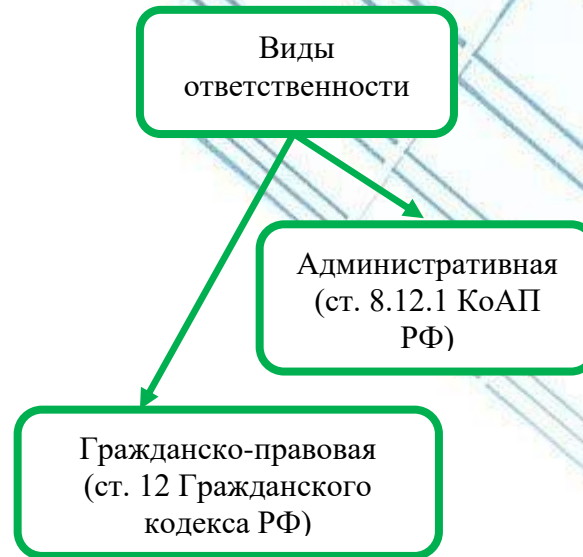 Виды
ответственности
Административная
(ст. 8.12.1 КоАП
РФ)
Гражданско-правовая
(ст. 12 Гражданского
кодекса РФ)